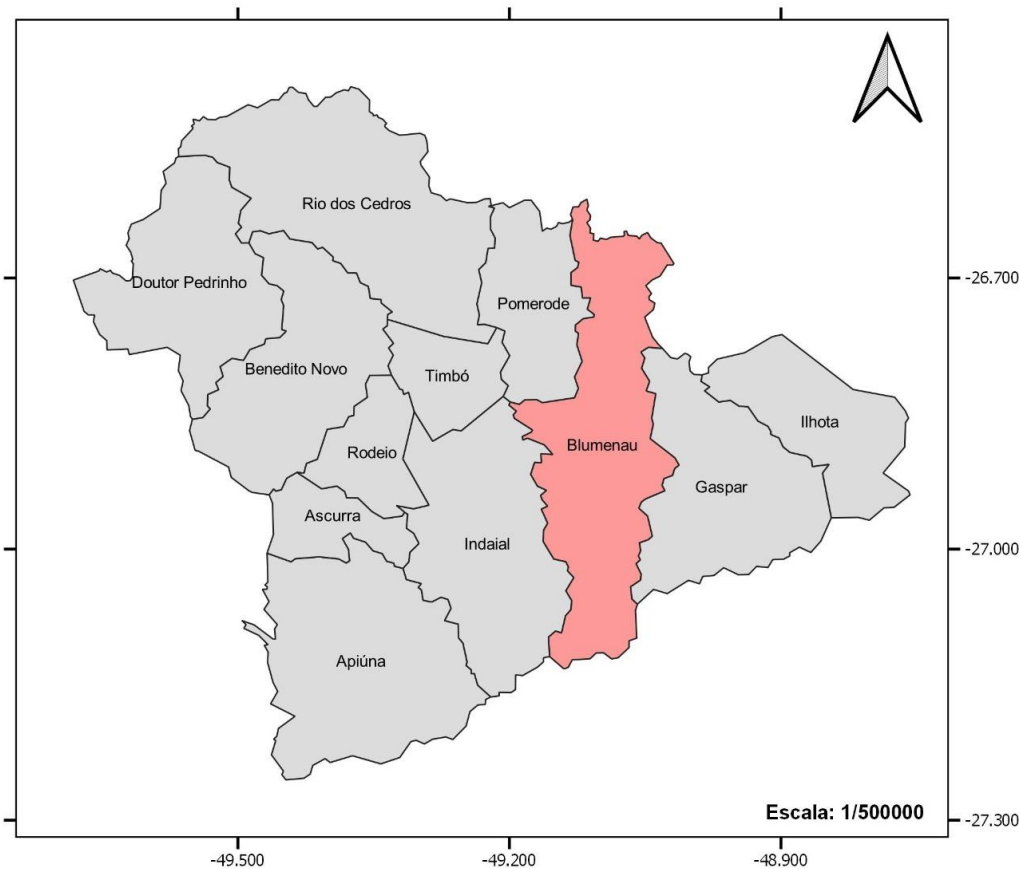 Rio dos Cedros
-26.700
Doutor Pedrinho
Pomerode
Benedito Novo
Timbó
Ilhota
Blumenau
Rodeio
Gaspar
Ascurra
Indaial
-27.000
Apiúna
Escala: 1/500000
-27.300
-49.500
-49.200
-48.900